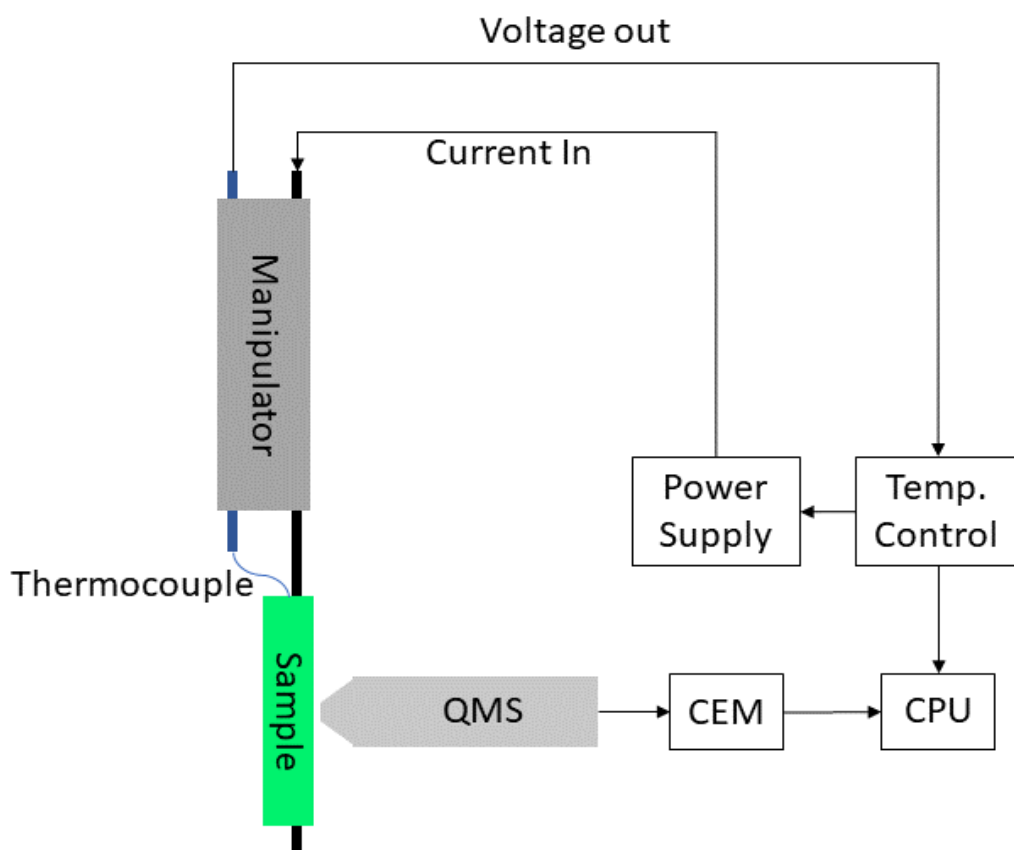 Voltage out
Current In
Manipulator
Power
Supply
Temp.
Control
Thermocouple
Sample
QMS
CEM
CPU